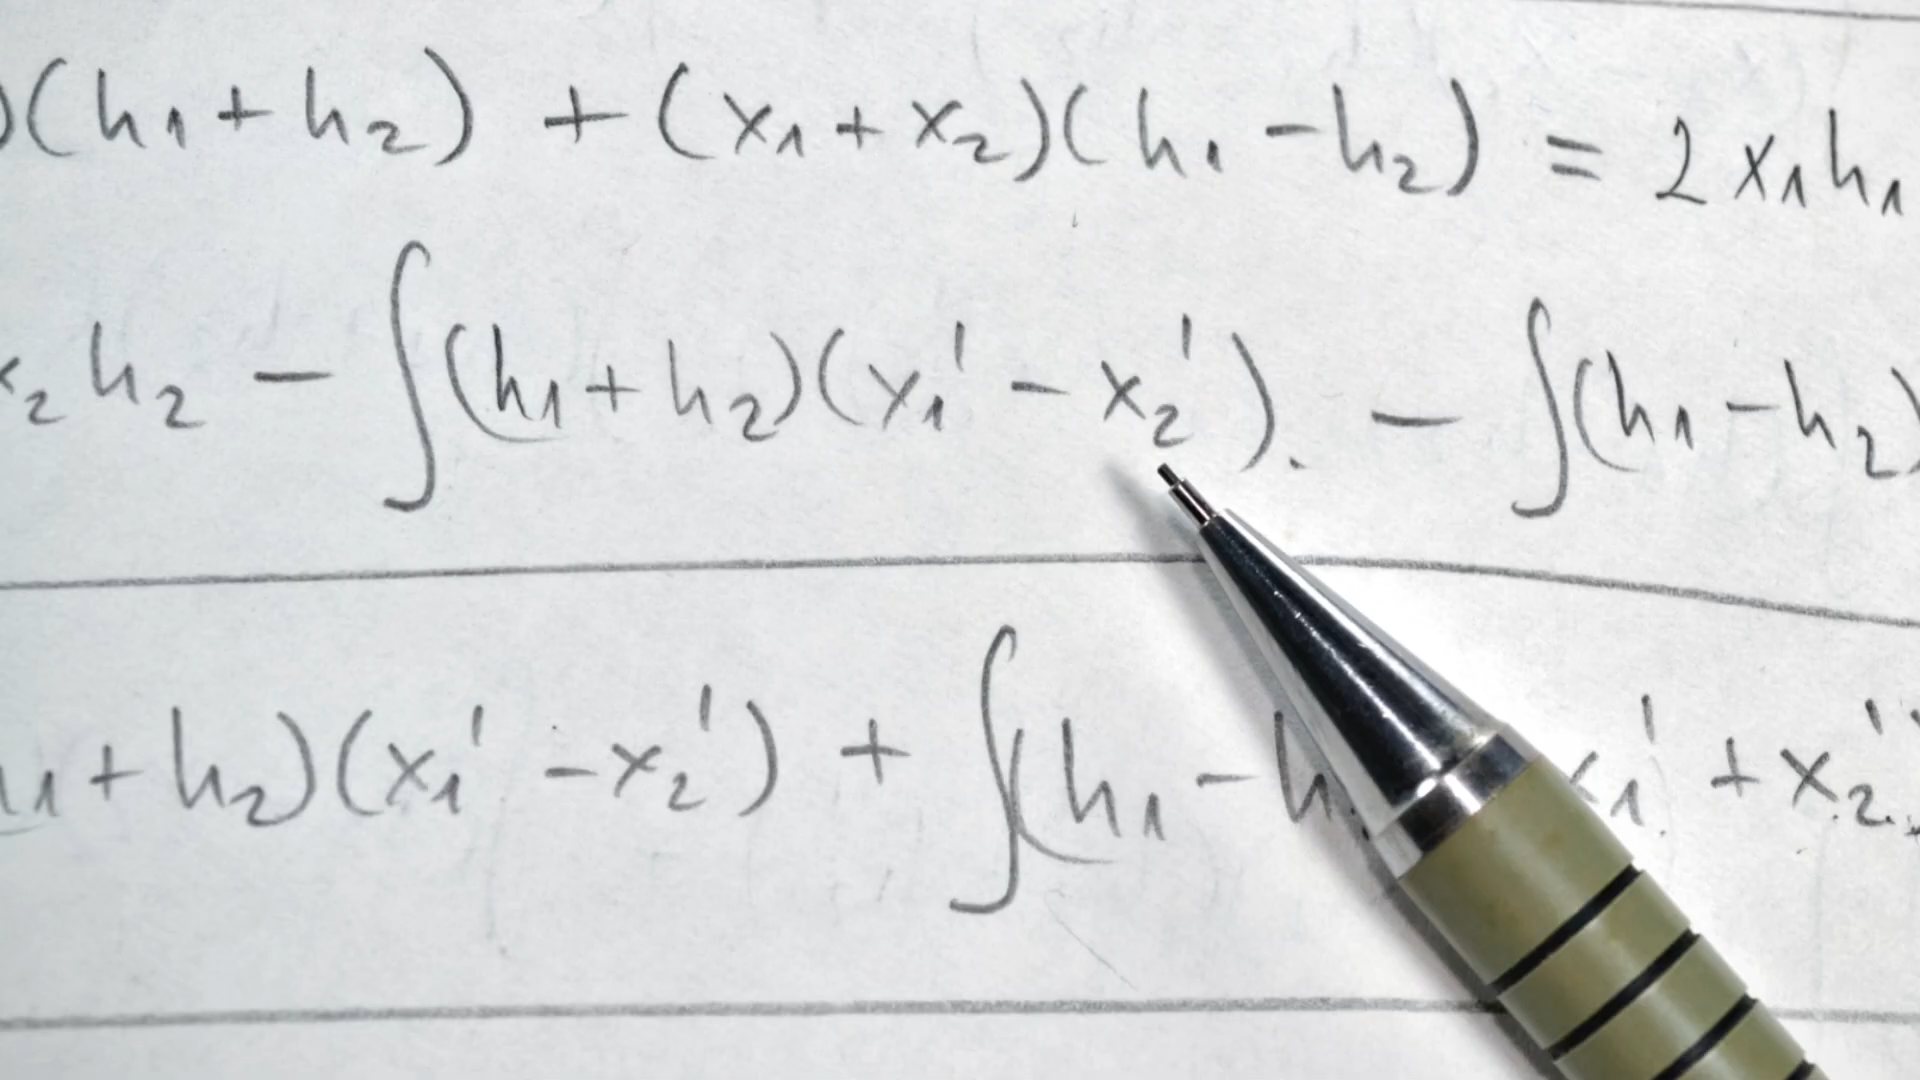 )(h₁+h₂) + (x₁+x₂)(h₁-h₂) = 2x₁h₁
x₂h₂ - ∫(h₁+h₂)(x₁'-x₂'). - ∫(h₁-h₂)
h₁+h₂)(x₁'-x₂') + ∫(h₁-h x₁'+x₂'